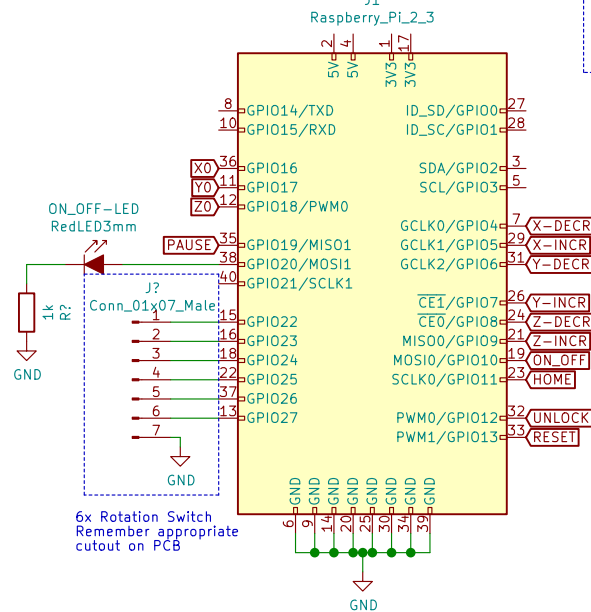 J1
Raspberry_Pi_2_3
2
4
1
17
5V
5V
3V3
3V3
8
GPIO14/TXD
ID_SD/GPIO0
27
10
GPIO15/RXD
ID_SC/GPIO1
28
X0
36
GPIO16
SDA/GPIO2
3
Y0
11
GPIO17
SCL/GPIO3
5
Z0
12
GPIO18/PWM0
ON_OFF-LED
RedLED3mm
GCLK0/GPIO4
7
X-DECR
PAUSE
35
GPIO19/MISO1
GCLK1/GPIO5
29
X-INCR
38
GPIO20/MOSI1
GCLK2/GPIO6
31
Y-DECR
40
GPIO21/SCLK1
J?
Conn_01x07_Male
CE1/GPIO7
26
Y-INCR
1k
R?
GND
1
15
GPIO22
CE0/GPIO8
24
Z-DECR
2
16
GPIO23
MISO0/GPIO9
21
Z-INCR
3
18
GPIO24
MOSI0/GPIO10
19
ON_OFF
4
22
GPIO25
SCLK0/GPIO11
23
HOME
5
37
GPIO26
6
13
GPIO27
PWM0/GPIO12
32
UNLOCK
7
PWM1/GPIO13
33
RESET
GND
GND
GND
GND
GND
GND
GND
GND
GND
6
9
14
20
25
30
34
39
6x Rotation Switch
Remember appropriate
cutout on PCB
GND